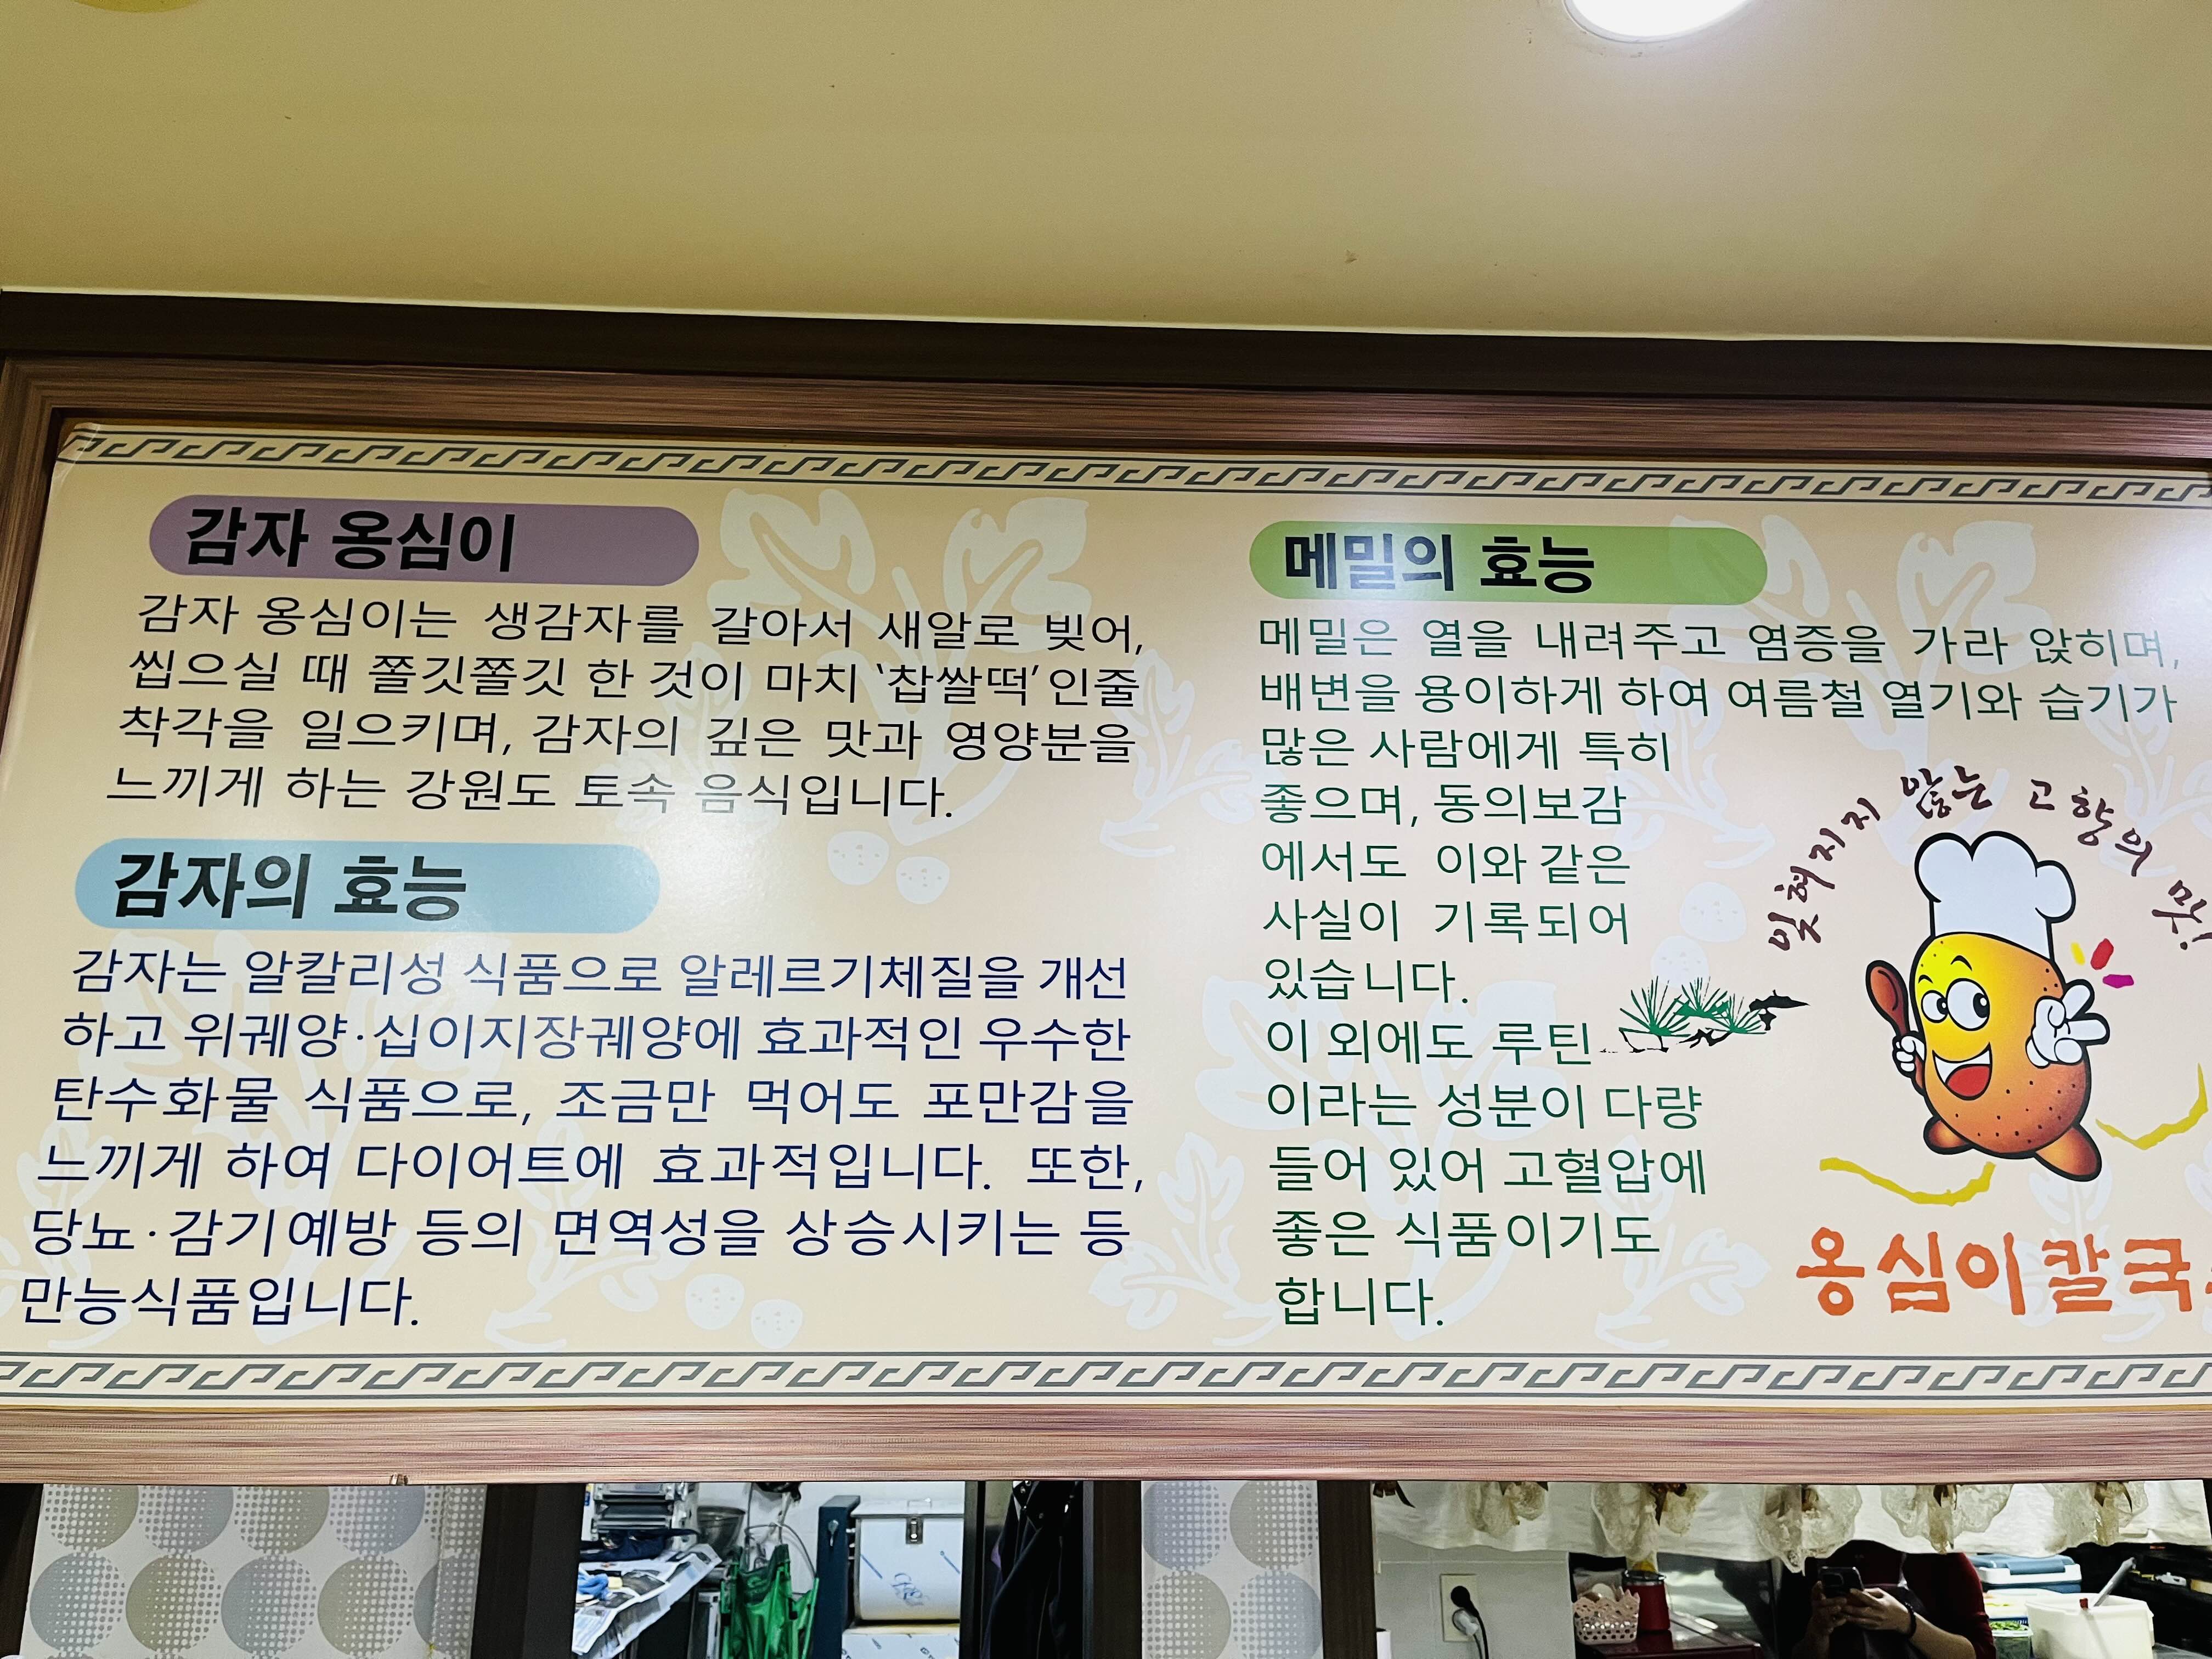 감자 옹심이
감자 옹심이는 생감자를 갈아서 새알로 빚어,
씹으실 때 쫄깃쫄깃 한 것이 마치 '찹쌀떡'인줄
착각을 일으키며, 감자의 깊은 맛과 영양분을
느끼게 하는 강원도 토속 음식입니다.
감자의 효능
감자는 알칼리성 식품으로 알레르기체질을 개선
하고 위궤양·십이지장궤양에 효과적인 우수한
탄수화물 식품으로, 조금만 먹어도 포만감을
느끼게 하여 다이어트에 효과적입니다. 또한,
당뇨·감기예방 등의 면역성을 상승시키는 등
만능식품입니다.
메밀의 효능
메밀은 열을 내려주고 염증을 가라 앉히며,
배변을 용이하게 하여 여름철 열기와 습기가
많은 사람에게 특히
좋으며, 동의보감
에서도 이와 같은
사실이 기록되어
있습니다.
이 외에도 루틴
이라는 성분이 다량
들어 있어 고혈압에
좋은 식품이기도
합니다.
잊혀지지 않는 고향의 맛!
옹심이칼국